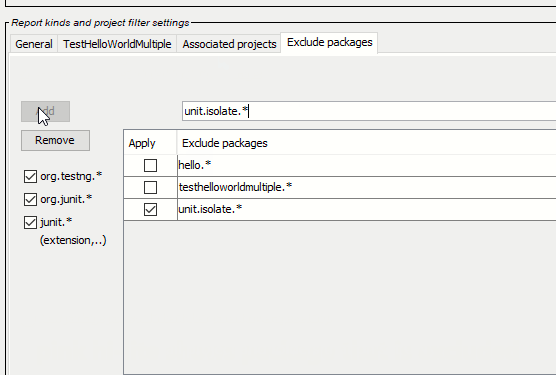 Report kinds and project filter settings
General TestHelloWorldMultiple Associated projects Exclude packages
Add unit.isolate.*
Remove Apply Exclude packages
hello.*
org.testng.* testhelloworldmultiple.*
org.junit.* unit.isolate.*
junit.*
(extension,..)